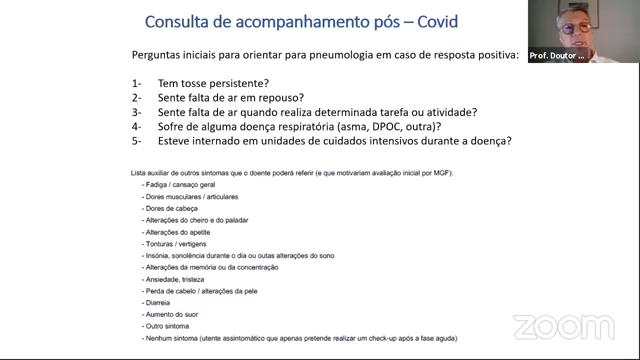 Consulta de acompanhamento pós – Covid
Perguntas iniciais para orientar para pneumologia em caso de resposta positiva:
1- Tem tosse persistente?
2- Sente falta de ar em repouso?
3- Sente falta de ar quando realiza determinada tarefa ou atividade?
4- Sofre de alguma doença respiratória (asma, DPOC, outra)?
5- Esteve internado em unidades de cuidados intensivos durante a doença?
Lista auxiliar de outros sintomas que o doente poderá referir (e que motivariam avaliação inicial por MGF):
- Fadiga / cansaço geral
- Dores musculares / articulares
- Dores de cabeça
- Alterações do cheiro e do paladar
- Alterações do apetite
- Tonturas / vertigens
- Insónia, sonolência durante o dia ou outras alterações do sono
- Alterações da memória ou da concentração
- Ansiedade, tristeza
- Perda de cabelo / alterações da pele
- Diarreia
- Aumento do suor
- Outro sintoma
- Nenhum sintoma (utente assintomático que apenas pretende realizar um check-up após a fase aguda)
Prof. Doutor ...
zoom